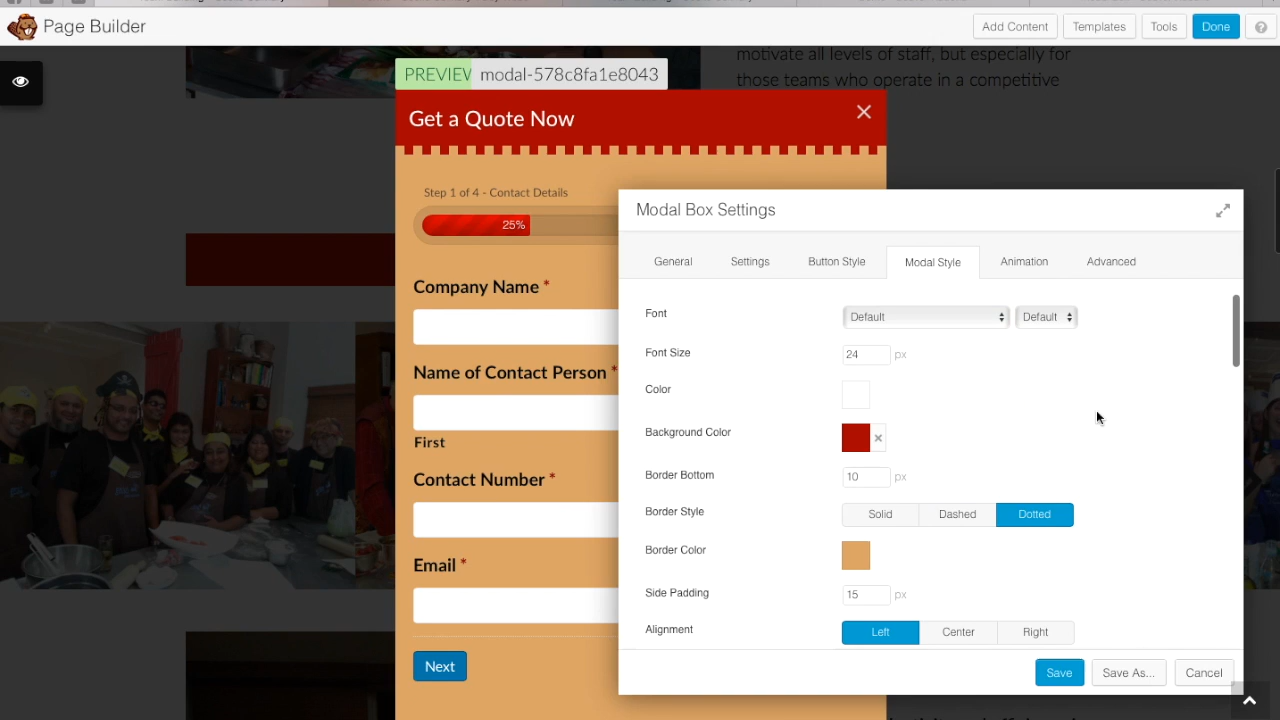 Page Builder
Add Content
Templates
Tools
Done
?
motivate all levels of staff, but especially for
those teams who operate in a competitive
PREVIEW modal-578c8fa1e8043
Get a Quote Now
Step 1 of 4 - Contact Details
25%
Company Name *
Name of Contact Person *
First
Contact Number *
Email *
Next
Modal Box Settings
General
Settings
Button Style
Modal Style
Animation
Advanced
Font
Default
Default
Font Size
24 px
Color
Background Color
×
Border Bottom
10 px
Border Style
Solid
Dashed
Dotted
Border Color
Side Padding
15 px
Alignment
Left
Center
Right
Save
Save As...
Cancel